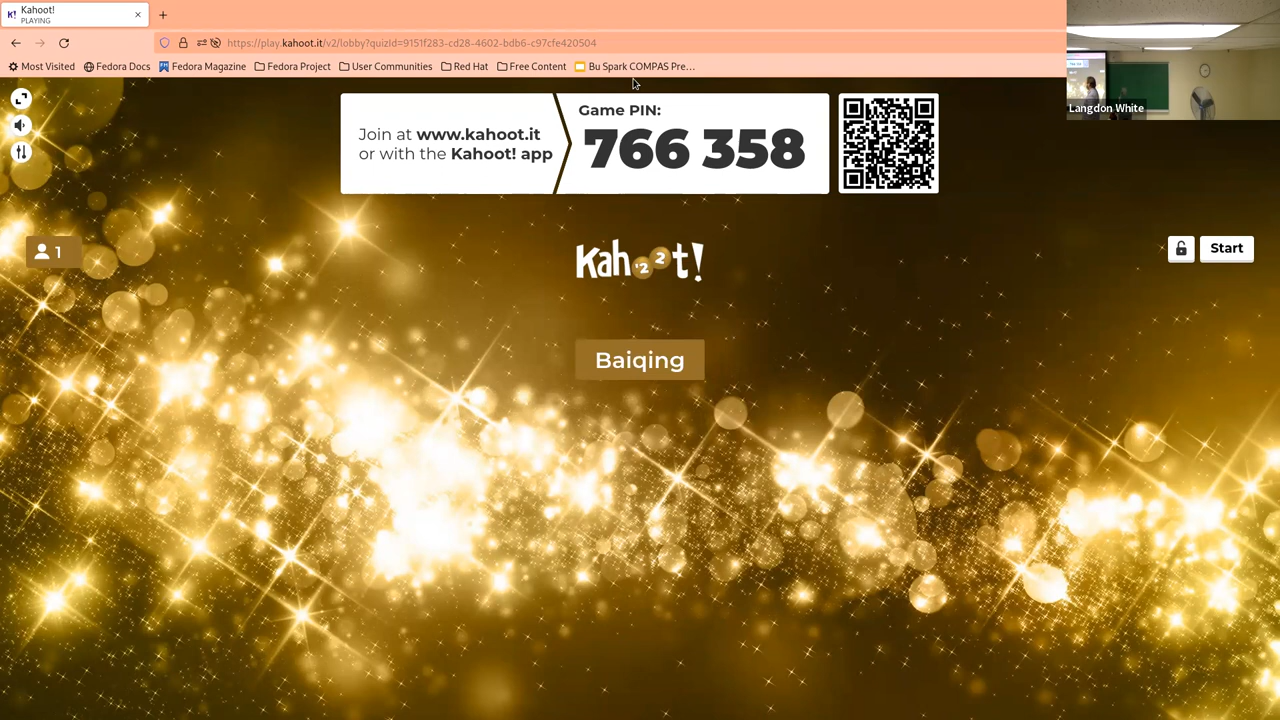 Kahoot!
PLAYING
https://play.kahoot.it/v2/lobby?quizId=9151f283-cd28-4602-bdb6-c97cfe420504
Most Visited Fedora Docs Fedora Magazine Fedora Project User Communities Red Hat Free Content Bu Spark COMPAS Pre…
Langdon White
Join at www.kahoot.it
or with the Kahoot! app
Game PIN:
766 358
1
Kah'22t!
Start
Baiqing